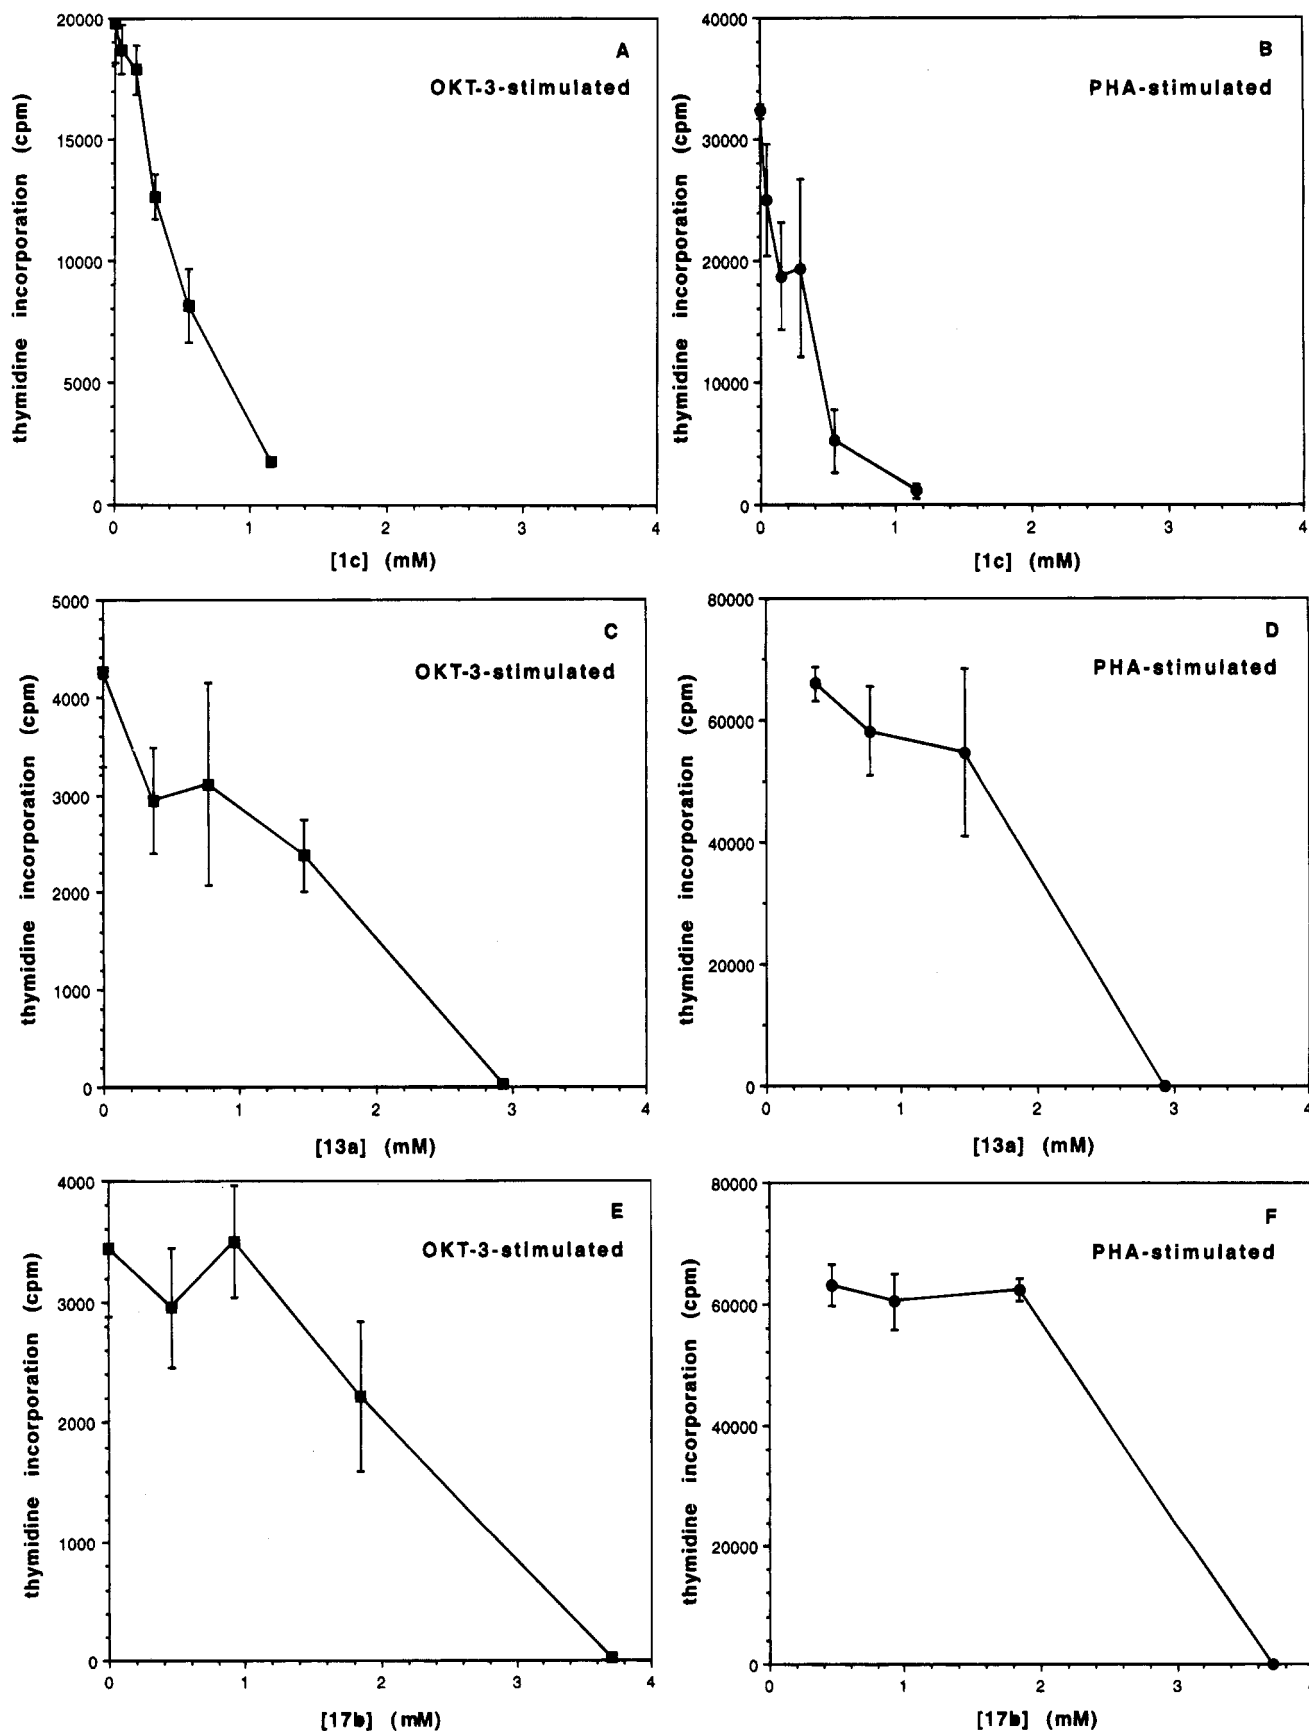 A
OKT-3-stimulated
thymidine incorporation (cpm)
20000
15000
10000
5000
0
0 1 2 3 4
[1c] (mM)
B
PHA-stimulated
thymidine incorporation (cpm)
40000
30000
20000
10000
0
0 1 2 3 4
[1c] (mM)
C
OKT-3-stimulated
thymidine incorporation (cpm)
5000
4000
3000
2000
1000
0
0 1 2 3 4
[13a] (mM)
D
PHA-stimulated
thymidine incorporation (cpm)
80000
60000
40000
20000
0
0 1 2 3 4
[13a] (mM)
E
OKT-3-stimulated
thymidine incorporation (cpm)
4000
3000
2000
1000
0
0 1 2 3 4
[17b] (mM)
F
PHA-stimulated
thymidine incorporation (cpm)
80000
60000
40000
20000
0
0 1 2 3 4
[17b] (mM)